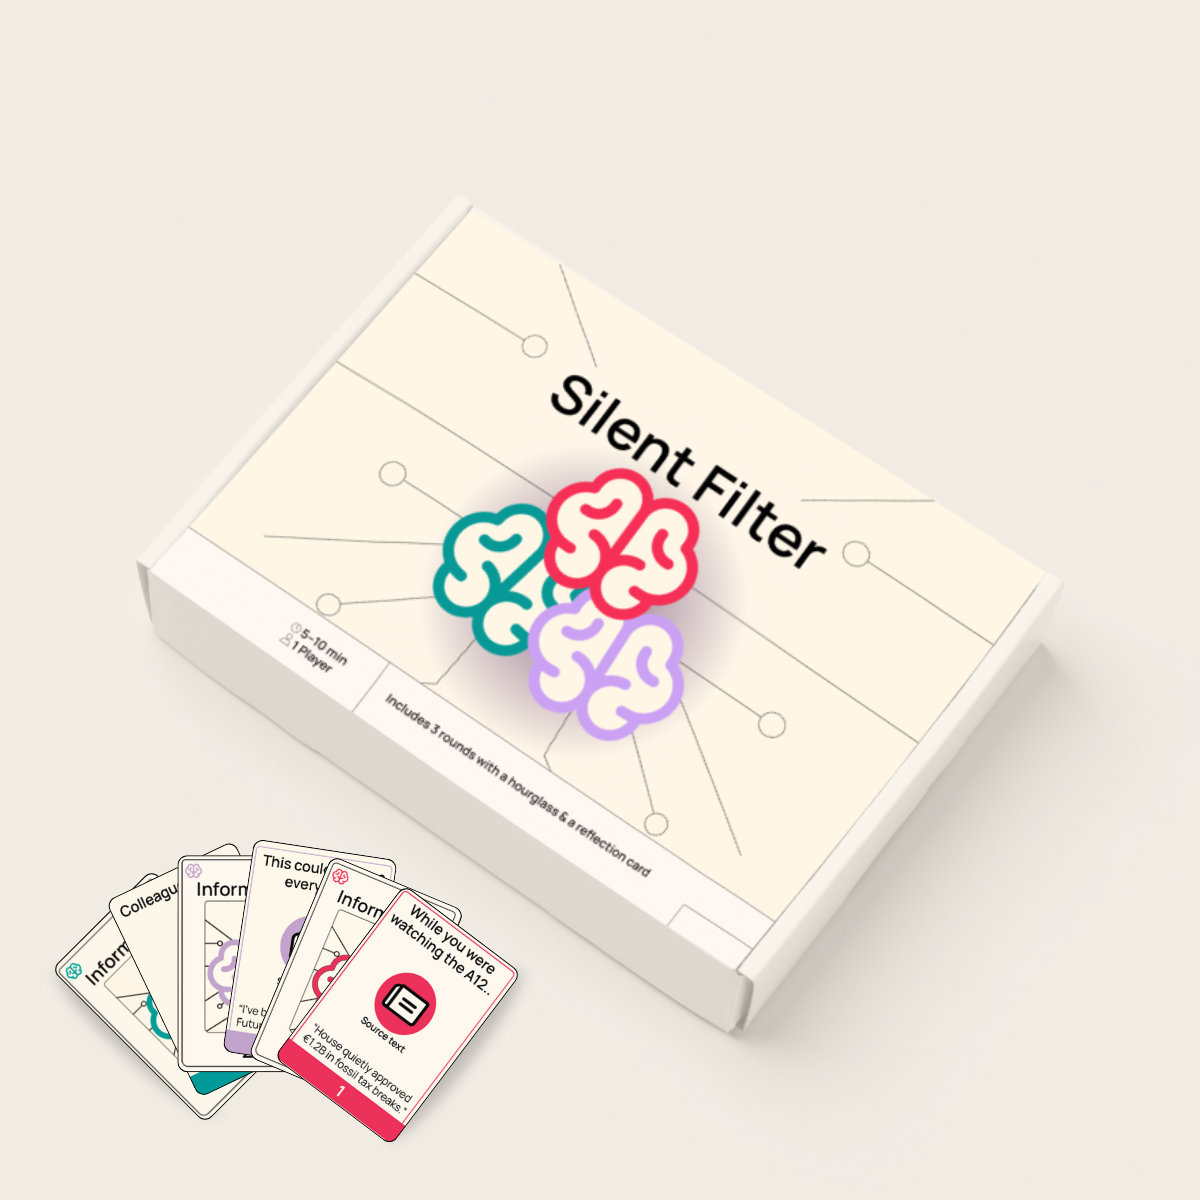 Silent Filter
5-10 min
1 Player
Includes 3 rounds with a hourglass & a reflection card
Inform
Colleagu
Inform
This coul
every
"I've b
Futur
Inform
While you were
watching the A12..
Source text
"House quietly approved
€1.2B in fossil tax breaks."
1